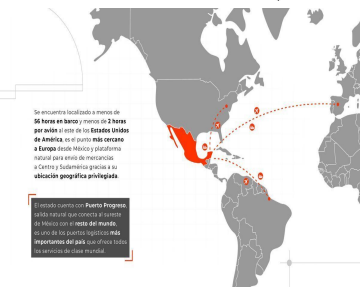 Se encuentra localizado a menos de
56 horas en barco y menos de 2 horas
por avión al este de los Estados Unidos
de América, es el punto más cercano
a Europa desde México y plataforma
natural para envío de mercancías
a Centro y Sudamérica gracias a su
ubicación geográfica privilegiada.
El estado cuenta con Puerto Progreso,
salida natural que conecta al sureste
de México con el resto del mundo,
es uno de los puertos logísticos más
importantes del país que ofrece todos
los servicios de clase mundial.